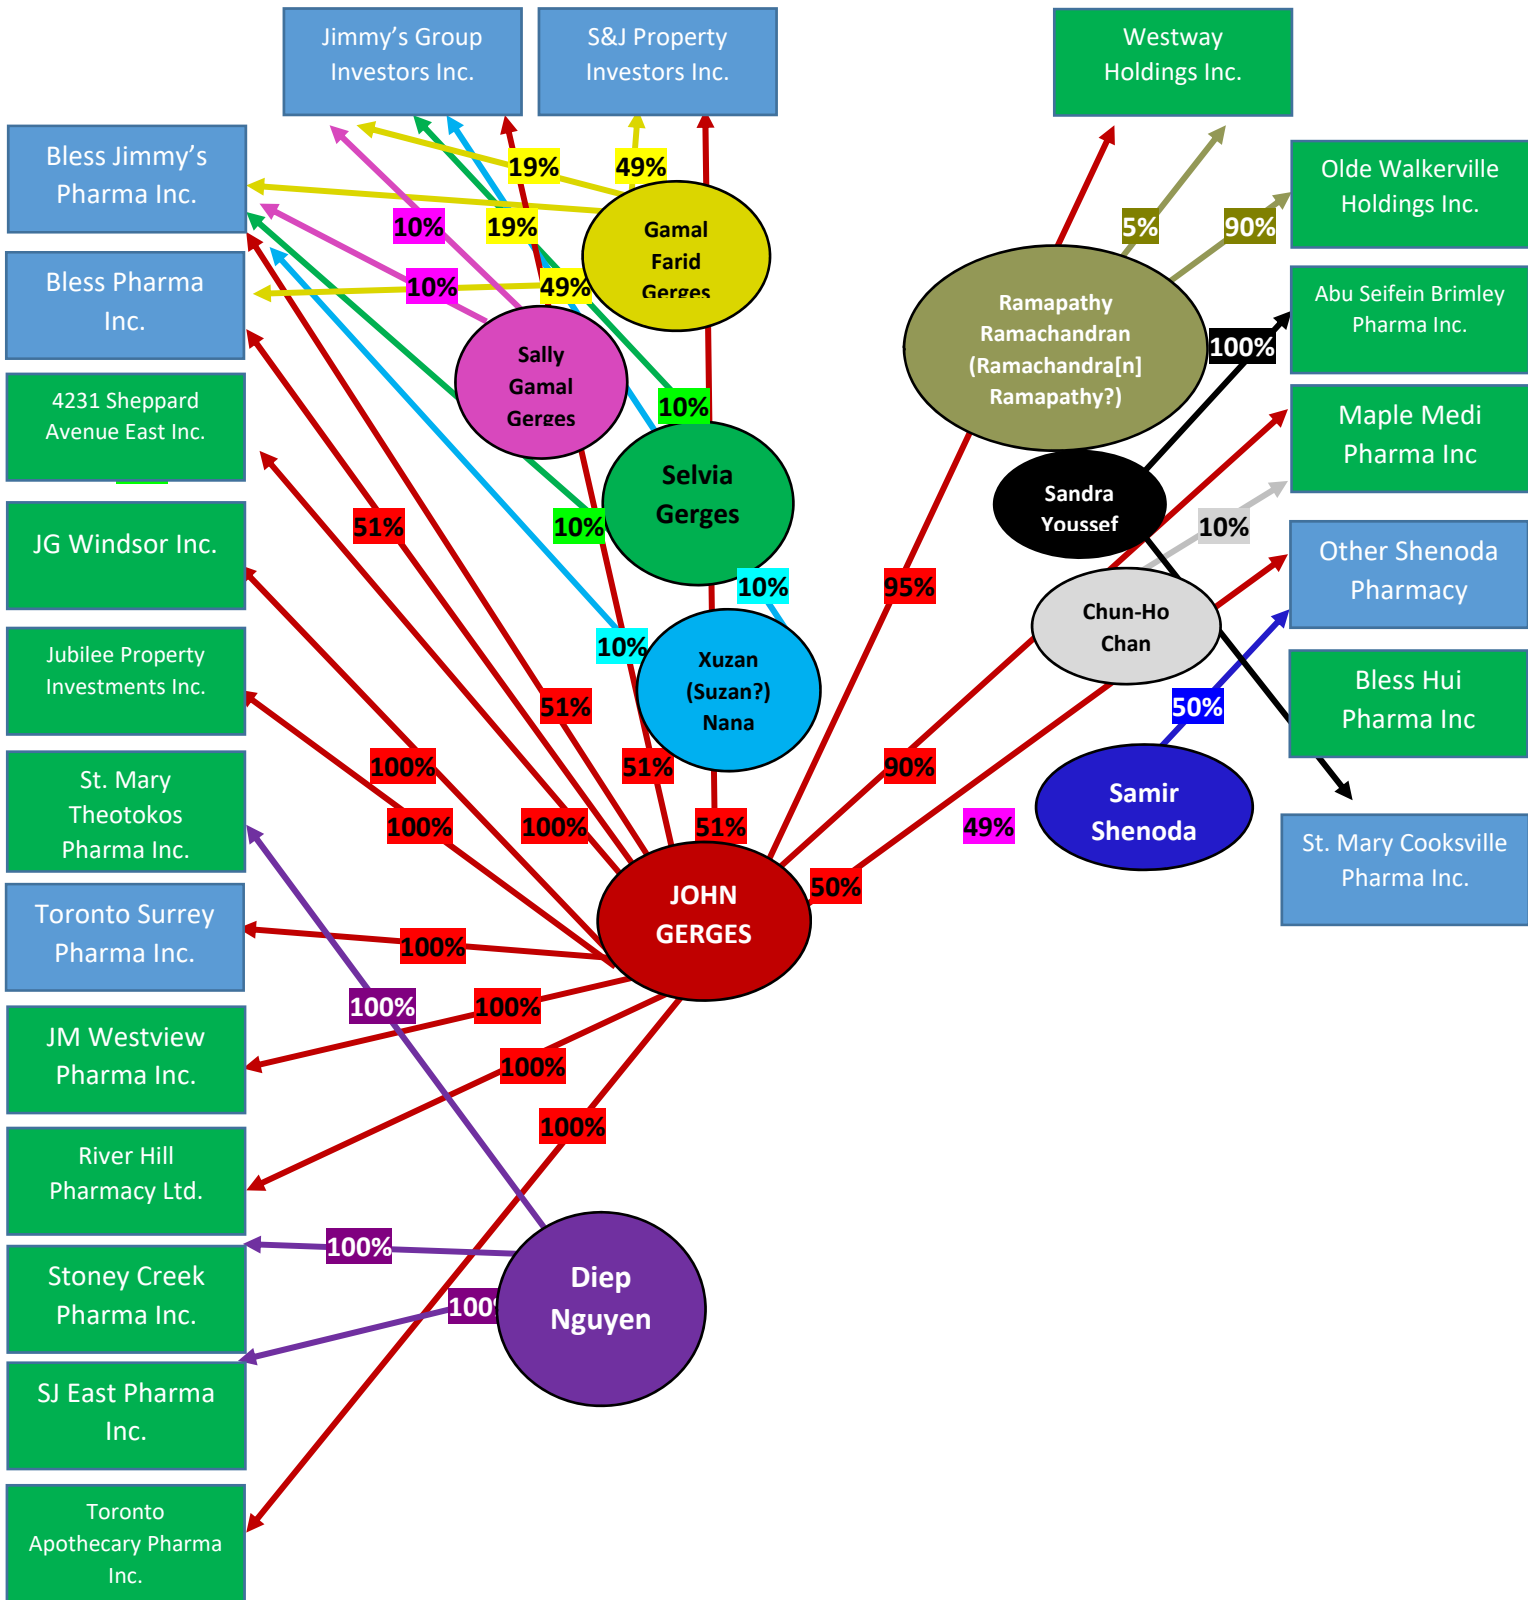 Jimmy’s Group
Investors Inc.
S&J Property
Investors Inc.
Westway
Holdings Inc.
Bless Jimmy’s
Pharma Inc.
Bless Pharma
Inc.
4231 Sheppard
Avenue East Inc.
JG Windsor Inc.
Jubilee Property
Investments Inc.
St. Mary
Theotokos
Pharma Inc.
Toronto Surrey
Pharma Inc.
JM Westview
Pharma Inc.
River Hill
Pharmacy Ltd.
Stoney Creek
Pharma Inc.
SJ East Pharma
Inc.
Toronto
Apothecary Pharma
Inc.
19%
49%
10%
19%
10%
49%
10%
10%
10%
10%
51%
51%
51%
51%
100%
100%
100%
100%
100%
100%
100%
100%
100%
100%
Gamal
Farid
Gerges
Sally
Gamal
Gerges
Selvia
Gerges
Xuzan
(Suzan?)
Nana
JOHN
GERGES
Diep
Nguyen
5%
90%
100%
10%
95%
90%
50%
49%
50%
Ramapathy
Ramachandran
(Ramachandra[n]
Ramapathy?)
Sandra
Youssef
Chun-Ho
Chan
Samir
Shenoda
Olde Walkerville
Holdings Inc.
Abu Seifein Brimley
Pharma Inc.
Maple Medi
Pharma Inc
Other Shenoda
Pharmacy
Bless Hui
Pharma Inc
St. Mary Cooksville
Pharma Inc.